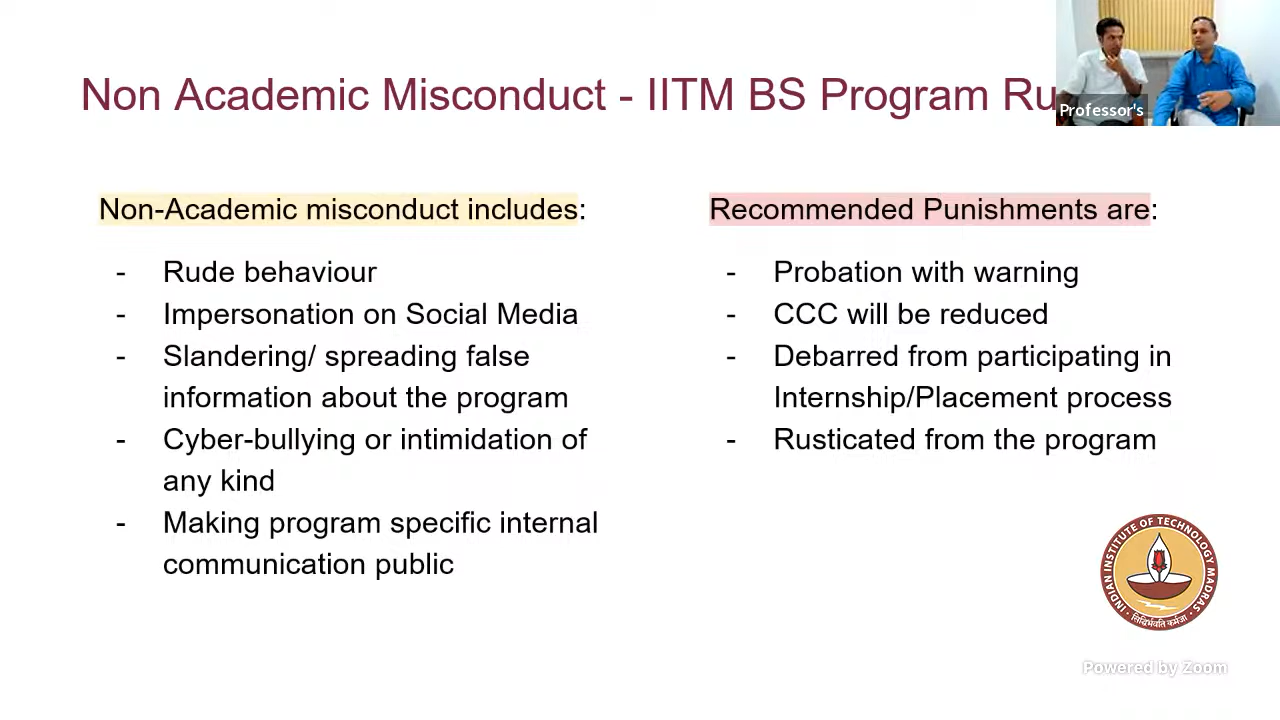 Non Academic Misconduct - IITM BS Program Ru
Professor's
Non-Academic misconduct includes:
- Rude behaviour
- Impersonation on Social Media
- Slandering/ spreading false
information about the program
- Cyber-bullying or intimidation of
any kind
- Making program specific internal
communication public
Recommended Punishments are:
- Probation with warning
- CCC will be reduced
- Debarred from participating in
Internship/Placement process
- Rusticated from the program
INDIAN INSTITUTE OF TECHNOLOGY MADRAS
सिद्धिर्भवति कर्मजा
Powered by Zoom